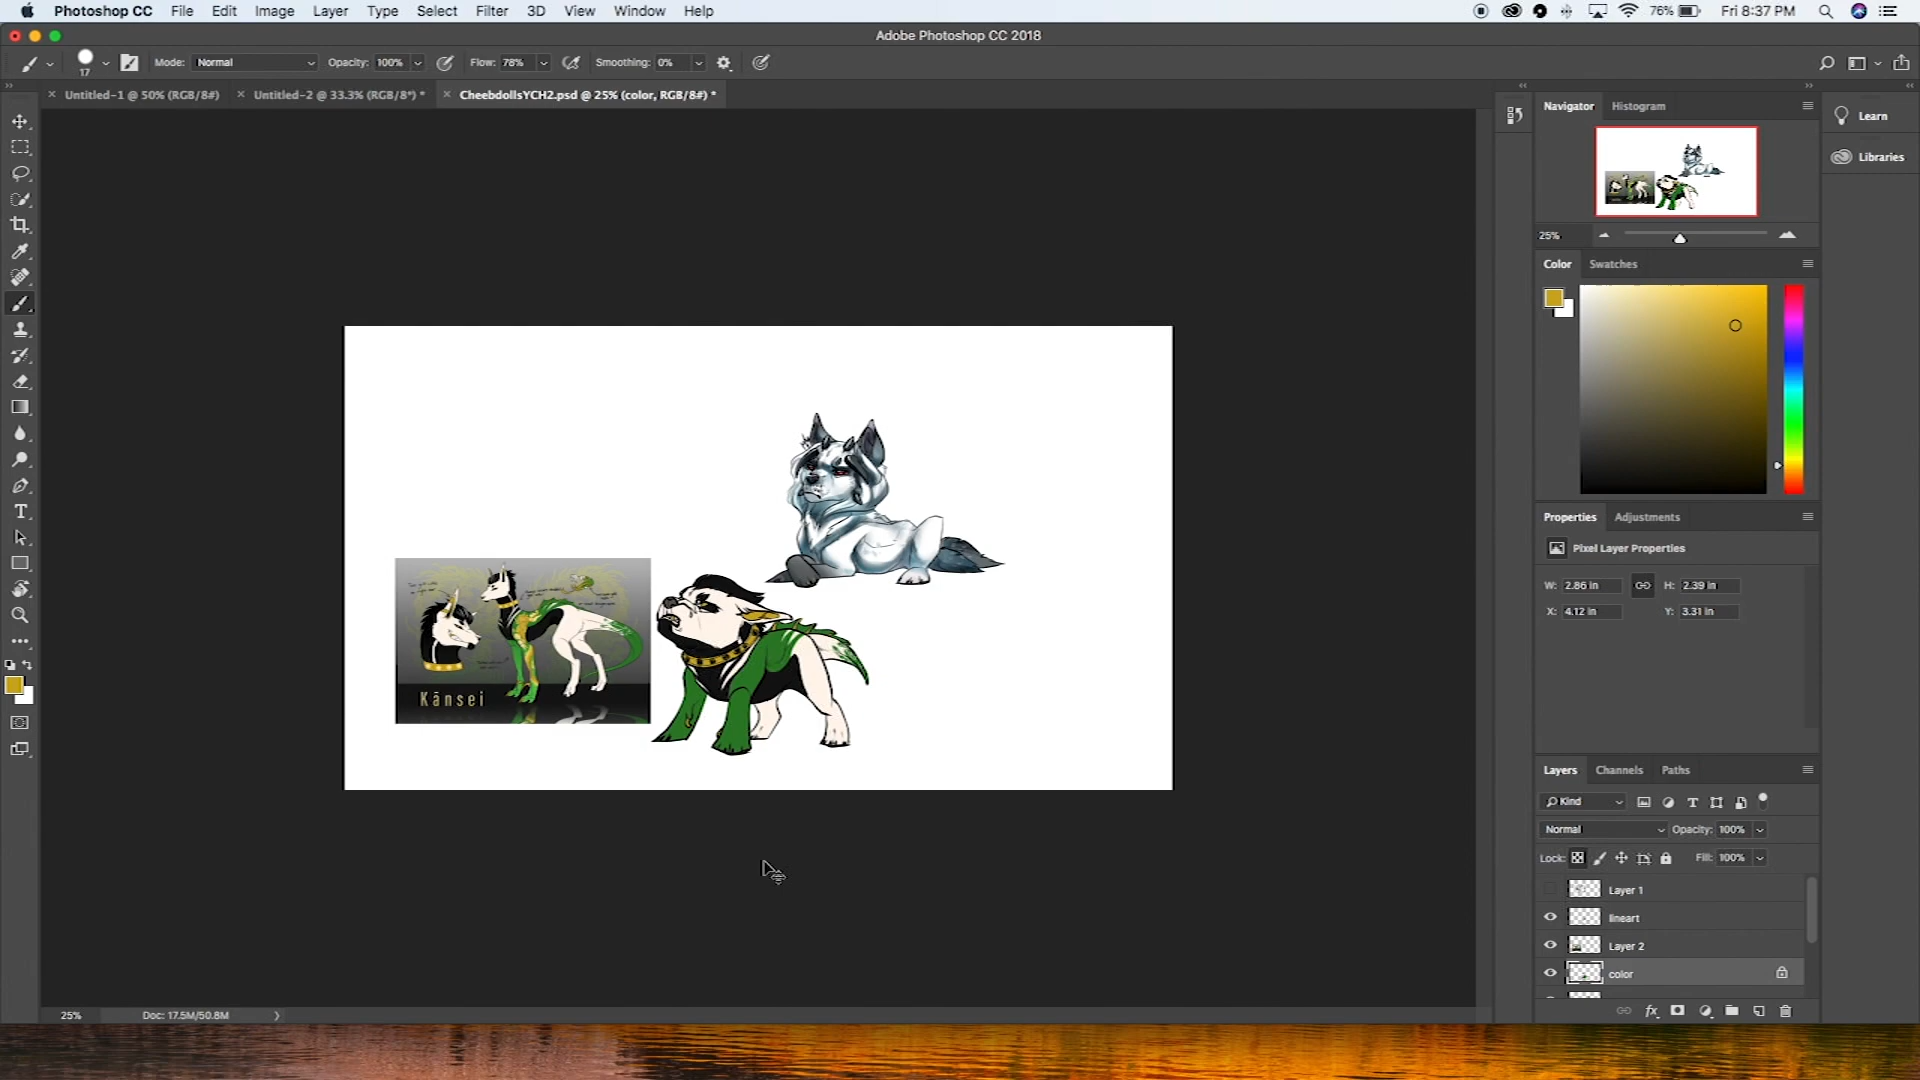 Photoshop CC File Edit Image Layer Type Select Filter 3D View Window Help 76% Fri 8:37 PM
Adobe Photoshop CC 2018
17 Mode: Normal Opacity: 100% Flow: 78% Smoothing: 0%
Untitled-1 @ 50% (RGB/8#) Untitled-2 @ 33.3% (RGB/8*) * CheebdollsYCH2.psd @ 25% (color, RGB/8#) *
Navigator Histogram
Learn
Libraries
25%
Color Swatches
Properties Adjustments
Pixel Layer Properties
W: 2.86 in H: 2.39 in
X: 4.12 in Y: 3.31 in
Kānsei
Layers Channels Paths
Kind
Normal Opacity: 100%
Lock: Fill: 100%
Layer 1
lineart
Layer 2
color
25% Doc: 17.5M/50.8M